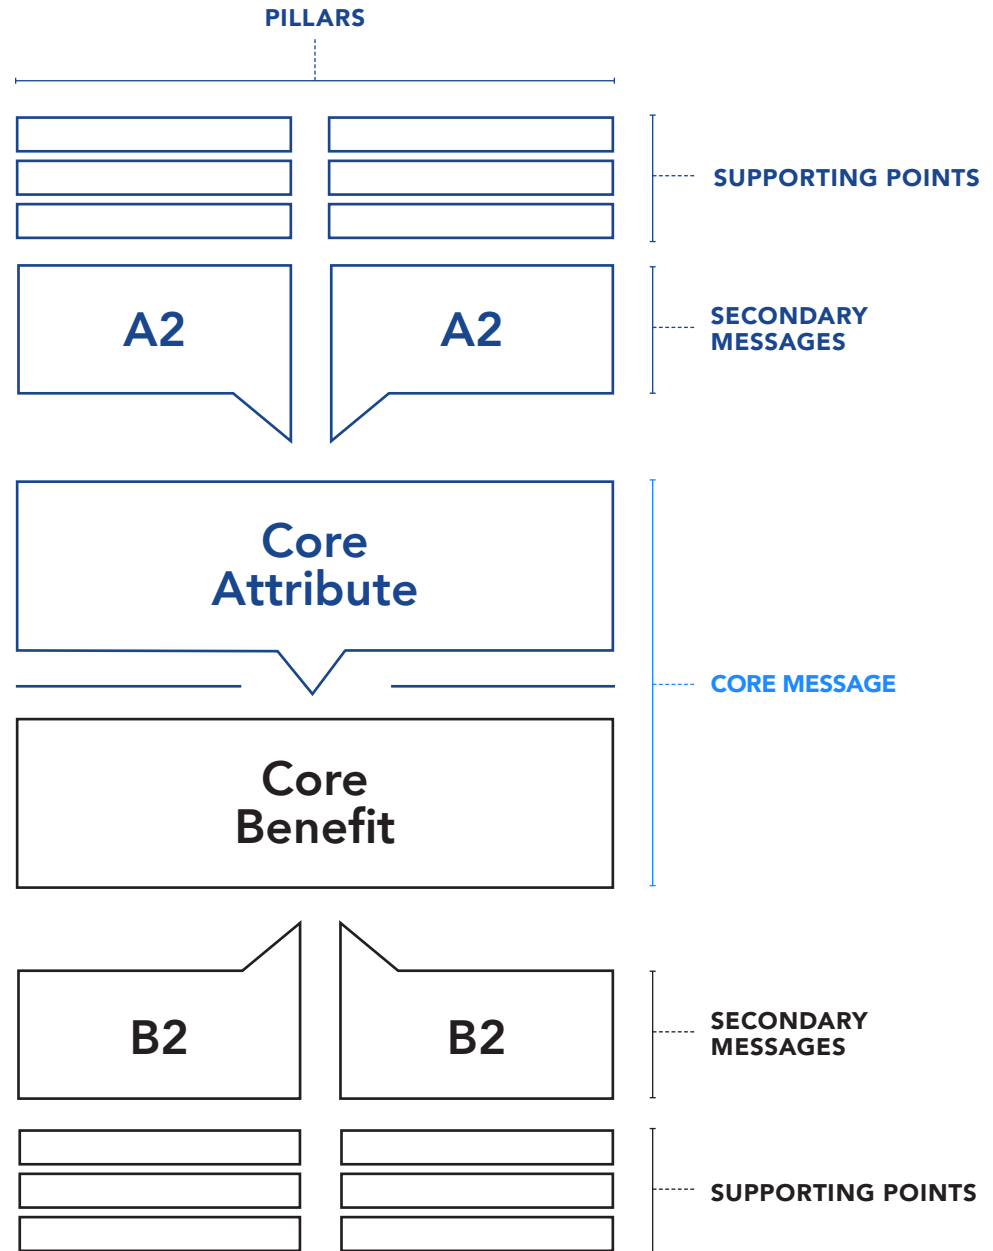 PILLARS
SUPPORTING POINTS
A2
A2
SECONDARY
MESSAGES
Core
Attribute
CORE MESSAGE
Core
Benefit
B2
B2
SECONDARY
MESSAGES
SUPPORTING POINTS